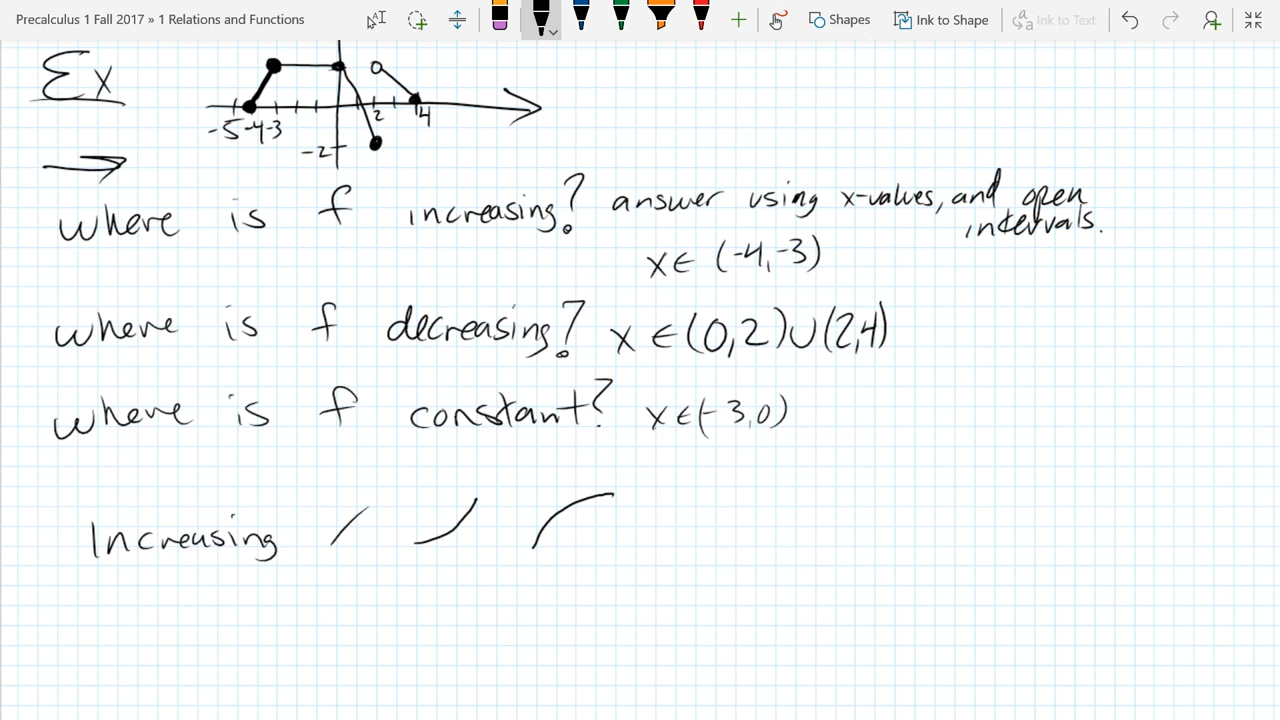 Precalculus 1 Fall 2017 » 1 Relations and Functions
Shapes
Ink to Shape
Ink to Text
Ex
-5 -4 -3 2 4
-2
where is f increasing? answer using x-values, and open
intervals.
x ∈ (-4,-3)
where is f decreasing? x ∈ (0,2)∪(2,4)
where is f constant? x ∈ (-3,0)
Increasing